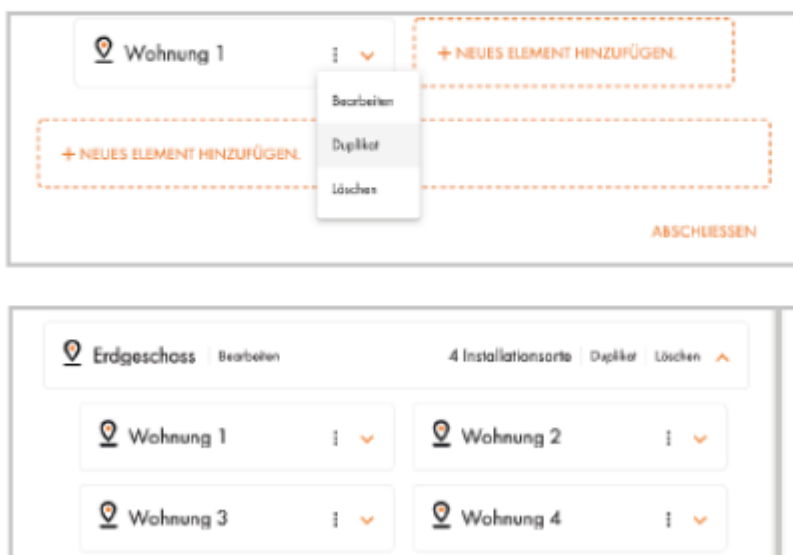 Wohnung 1
+ NEUES ELEMENT HINZUFÜGEN.
Bearbeiten
Duplikat
Löschen
+ NEUES ELEMENT HINZUFÜGEN.
ABSCHLIESSEN
Erdgeschoss Bearbeiten 4 Installationsorte Duplikat Löschen
Wohnung 1
Wohnung 2
Wohnung 3
Wohnung 4